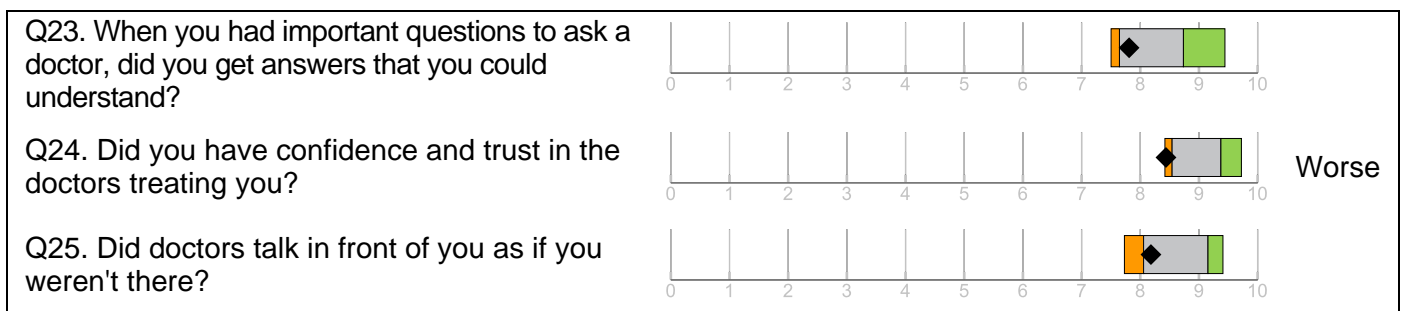 Q23. When you had important questions to ask a
doctor, did you get answers that you could
understand?
0 1 2 3 4 5 6 7 8 9 10
Q24. Did you have confidence and trust in the
doctors treating you?
0 1 2 3 4 5 6 7 8 9 10
Worse
Q25. Did doctors talk in front of you as if you
weren't there?
0 1 2 3 4 5 6 7 8 9 10